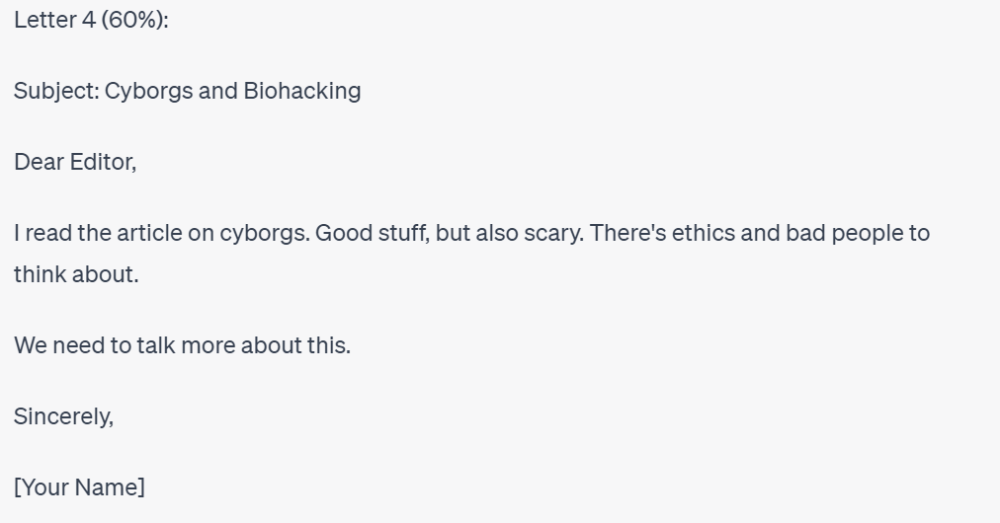 Letter 4 (60%):
Subject: Cyborgs and Biohacking
Dear Editor,
I read the article on cyborgs. Good stuff, but also scary. There's ethics and bad people to
think about.
We need to talk more about this.
Sincerely,
[Your Name]